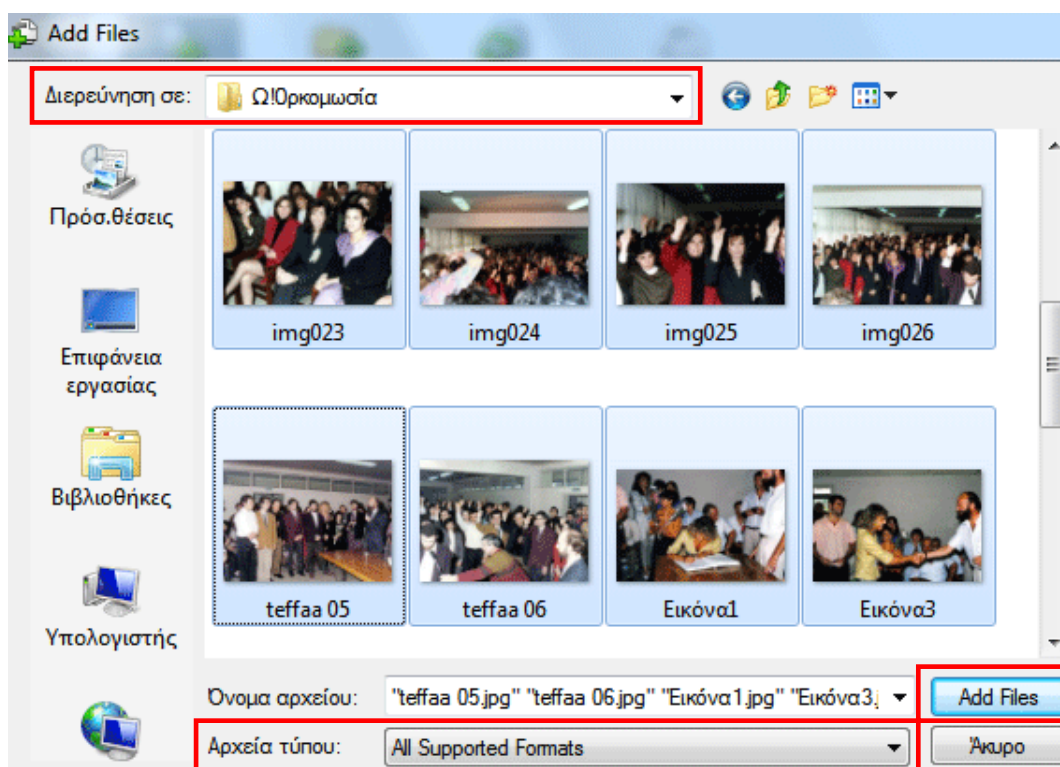 Add Files
Διερεύνηση σε:
Ω!Ορκομωσία
Πρόσ.θέσεις
Επιφάνεια
εργασίας
Βιβλιοθήκες
Υπολογιστής
img023
img024
img025
img026
teffaa 05
teffaa 06
Εικόνα1
Εικόνα3
Όνομα αρχείου:
"teffaa 05.jpg" "teffaa 06.jpg" "Εικόνα1.jpg" "Εικόνα3.j
Add Files
Αρχεία τύπου:
All Supported Formats
Άκυρο